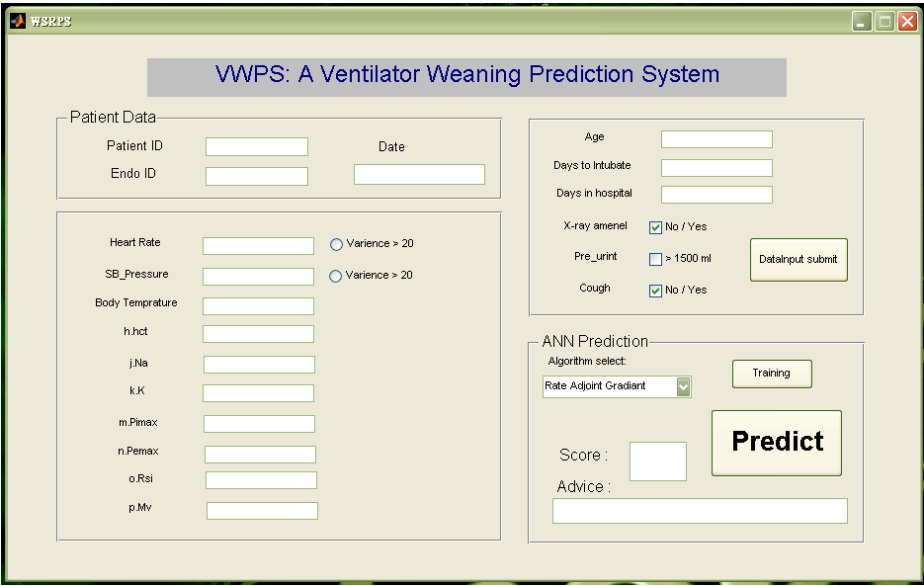 WSRPS
VWPS: A Ventilator Weaning Prediction System
Patient Data
Patient ID
Date
Endo ID
Heart Rate
Varience > 20
SB_Pressure
Varience > 20
Body Temprature
h.hct
j.Na
k.K
m.Pimax
n.Pemax
o.Rsi
p.Mv
Age
Days to Intubate
Days in hospital
X-ray amenel
No / Yes
Pre_urint
> 1500 ml
DataInput submit
Cough
No / Yes
ANN Prediction
Algorithm select:
Training
Rate Adjoint Gradiant
Predict
Score :
Advice :